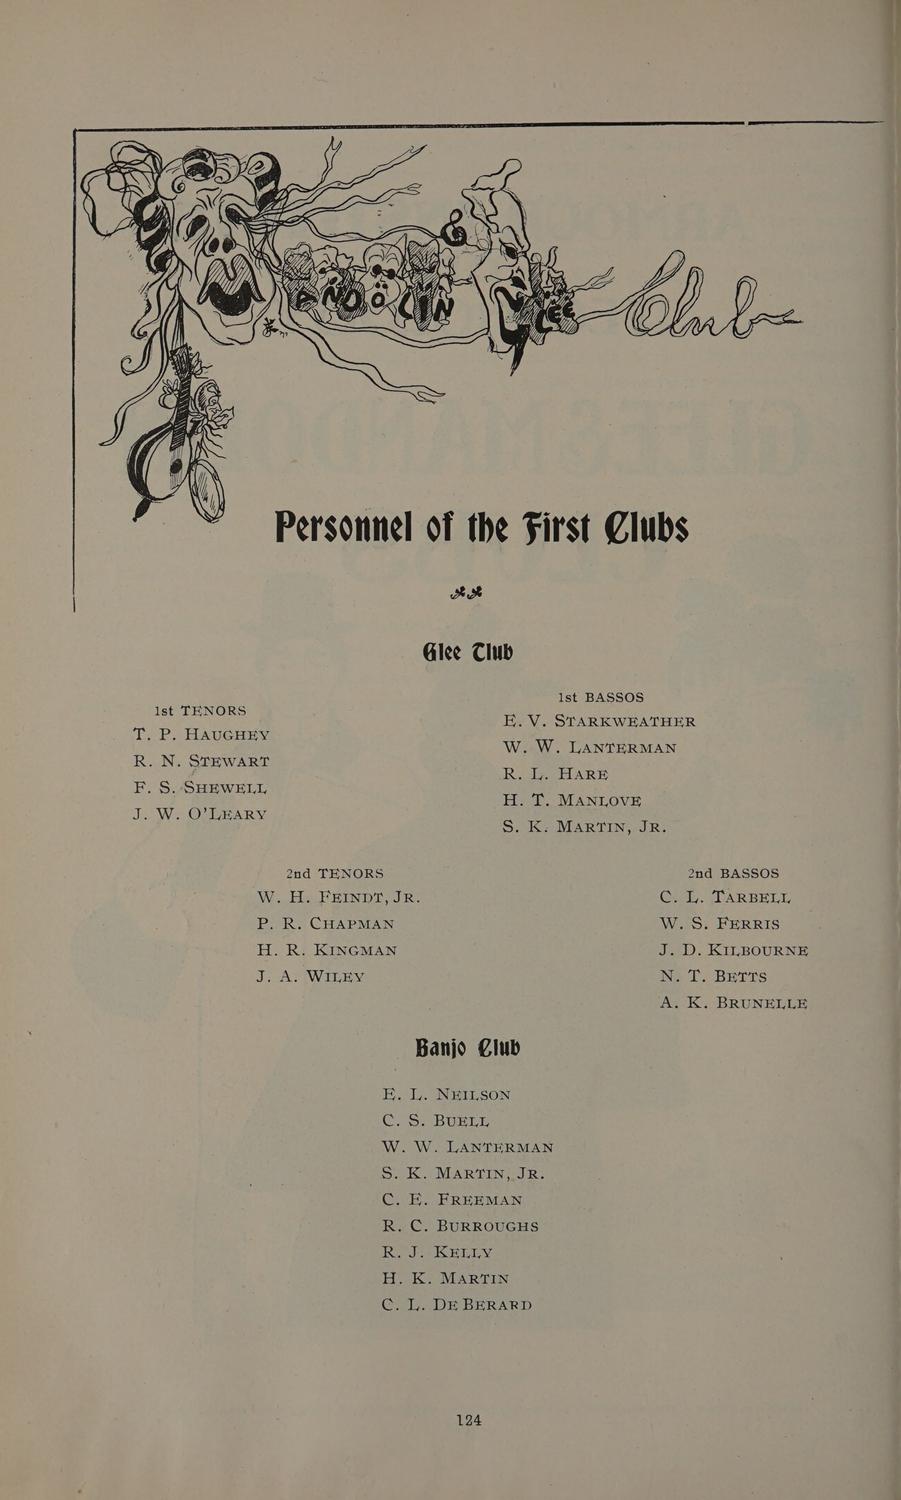 MANDOLIN & GLEE Club
Personnel of the First Clubs
Glee Club
1st TENORS
T. P. HAUGHEY
R. N. STEWART
F. S. SHEWELL
J. W. O'LEARY
1st BASSOS
E. V. STARKWEATHER
W. W. LANTERMAN
R. L. HARE
H. T. MANLOVE
S. K. MARTIN, JR.
2nd TENORS
W. H. FEINDT, JR.
P. R. CHAPMAN
H. R. KINGMAN
J. A. WILEY
2nd BASSOS
C. L. TARBELL
W. S. FERRIS
J. D. KILBOURNE
N. T. BETTS
A. K. BRUNELLE
Banjo Club
E. L. NEILSON
C. S. BUELL
W. W. LANTERMAN
S. K. MARTIN, JR.
C. E. FREEMAN
R. C. BURROUGHS
R. J. KELLY
H. K. MARTIN
C. L. DE BERARD
124